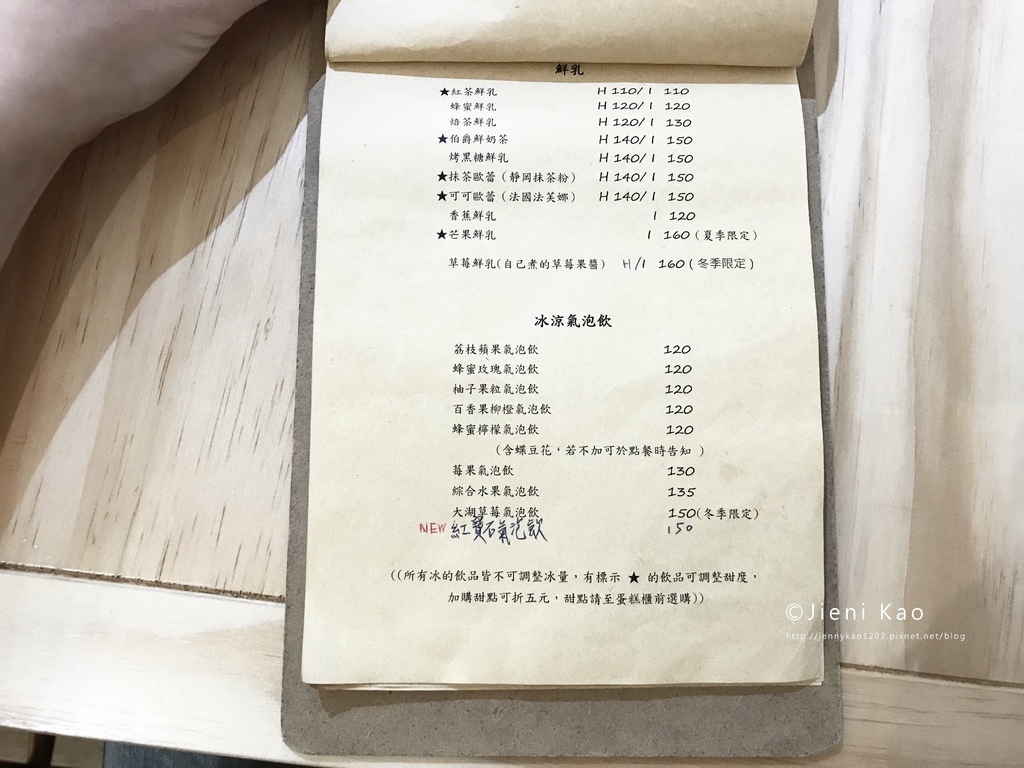 鮮乳
★紅茶鮮乳 H 110/ I 110
蜂蜜鮮乳 H 120/ I 120
焙茶鮮乳 H 120/ I 130
★伯爵鮮奶茶 H 140/ I 150
烤黑糖鮮乳 H 140/ I 150
★抹茶歐蕾（靜岡抹茶粉） H 140/ I 150
★可可歐蕾（法國法芙娜） H 140/ I 150
香蕉鮮乳 I 120
★芒果鮮乳 I 160（夏季限定）
草莓鮮乳(自己煮的草莓果醬） H/I 160（冬季限定）
冰涼氣泡飲
荔枝蘋果氣泡飲 120
蜂蜜玫瑰氣泡飲 120
柚子果粒氣泡飲 120
百香果柳橙氣泡飲 120
蜂蜜檸檬氣泡飲 120
（含蝶豆花，若不加可於點餐時告知 ）
莓果氣泡飲 130
綜合水果氣泡飲 135
大湖草莓氣泡飲 150(冬季限定)
NEW 紅寶石氣泡飲 150
((所有冰的飲品皆不可調整冰量，有標示 ★ 的飲品可調整甜度，
加購甜點可折五元，甜點請至蛋糕櫃前選購))
©Jieni Kao
http://jennykao1202.pixnet.net/blog